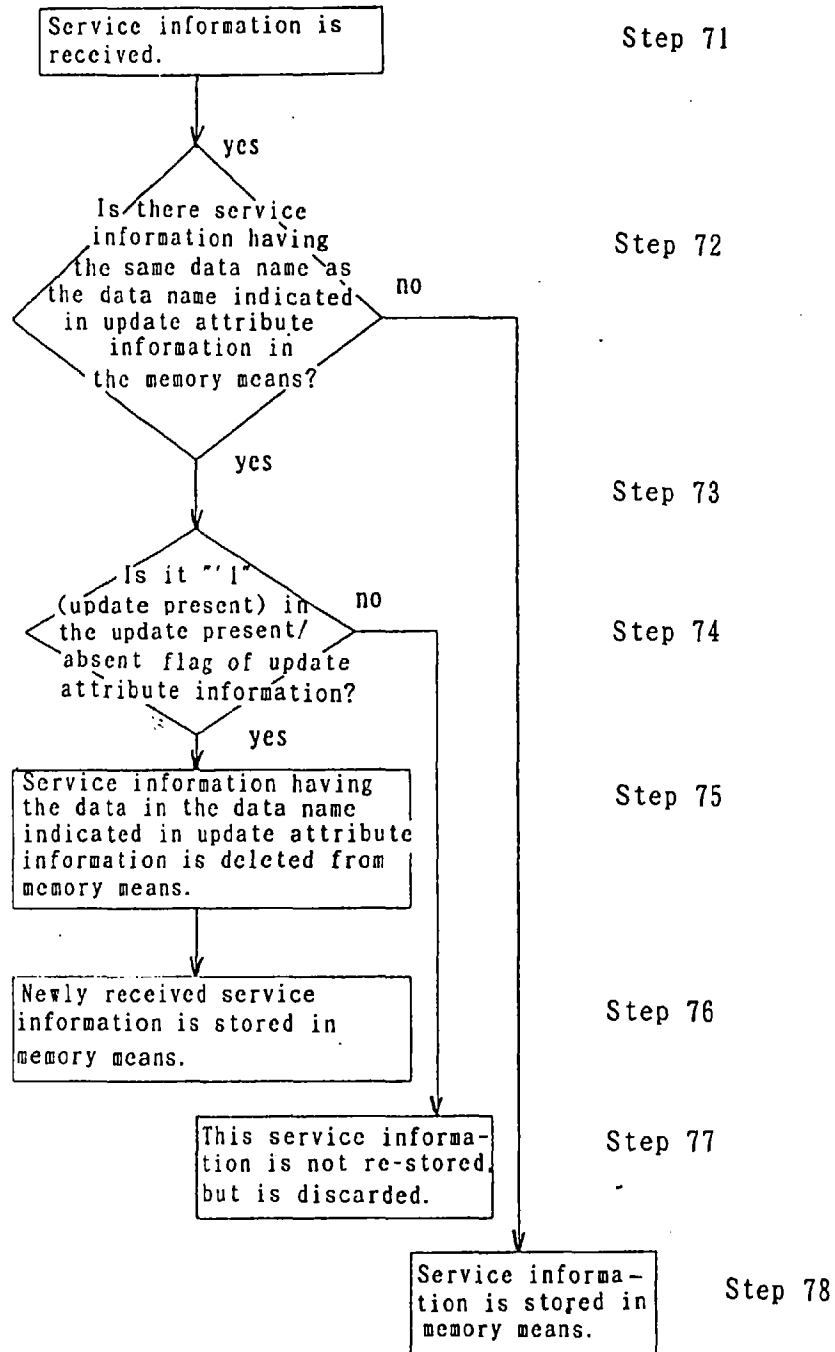 Service information is
received.
Step 71
yes
Is there service
information having
the same data name as
the data name indicated
in update attribute
information in
the memory means?
Step 72
no
yes
Step 73
Is it "'1"
(update present) in
the update present/
absent flag of update
attribute information?
no
Step 74
yes
Service information having
the data in the data name
indicated in update attribute
information is deleted from
memory means.
Step 75
Newly received service
information is stored in
memory means.
Step 76
This service informa-
tion is not re-stored,
but is discarded.
Step 77
Service informa-
tion is stored in
memory means.
Step 78